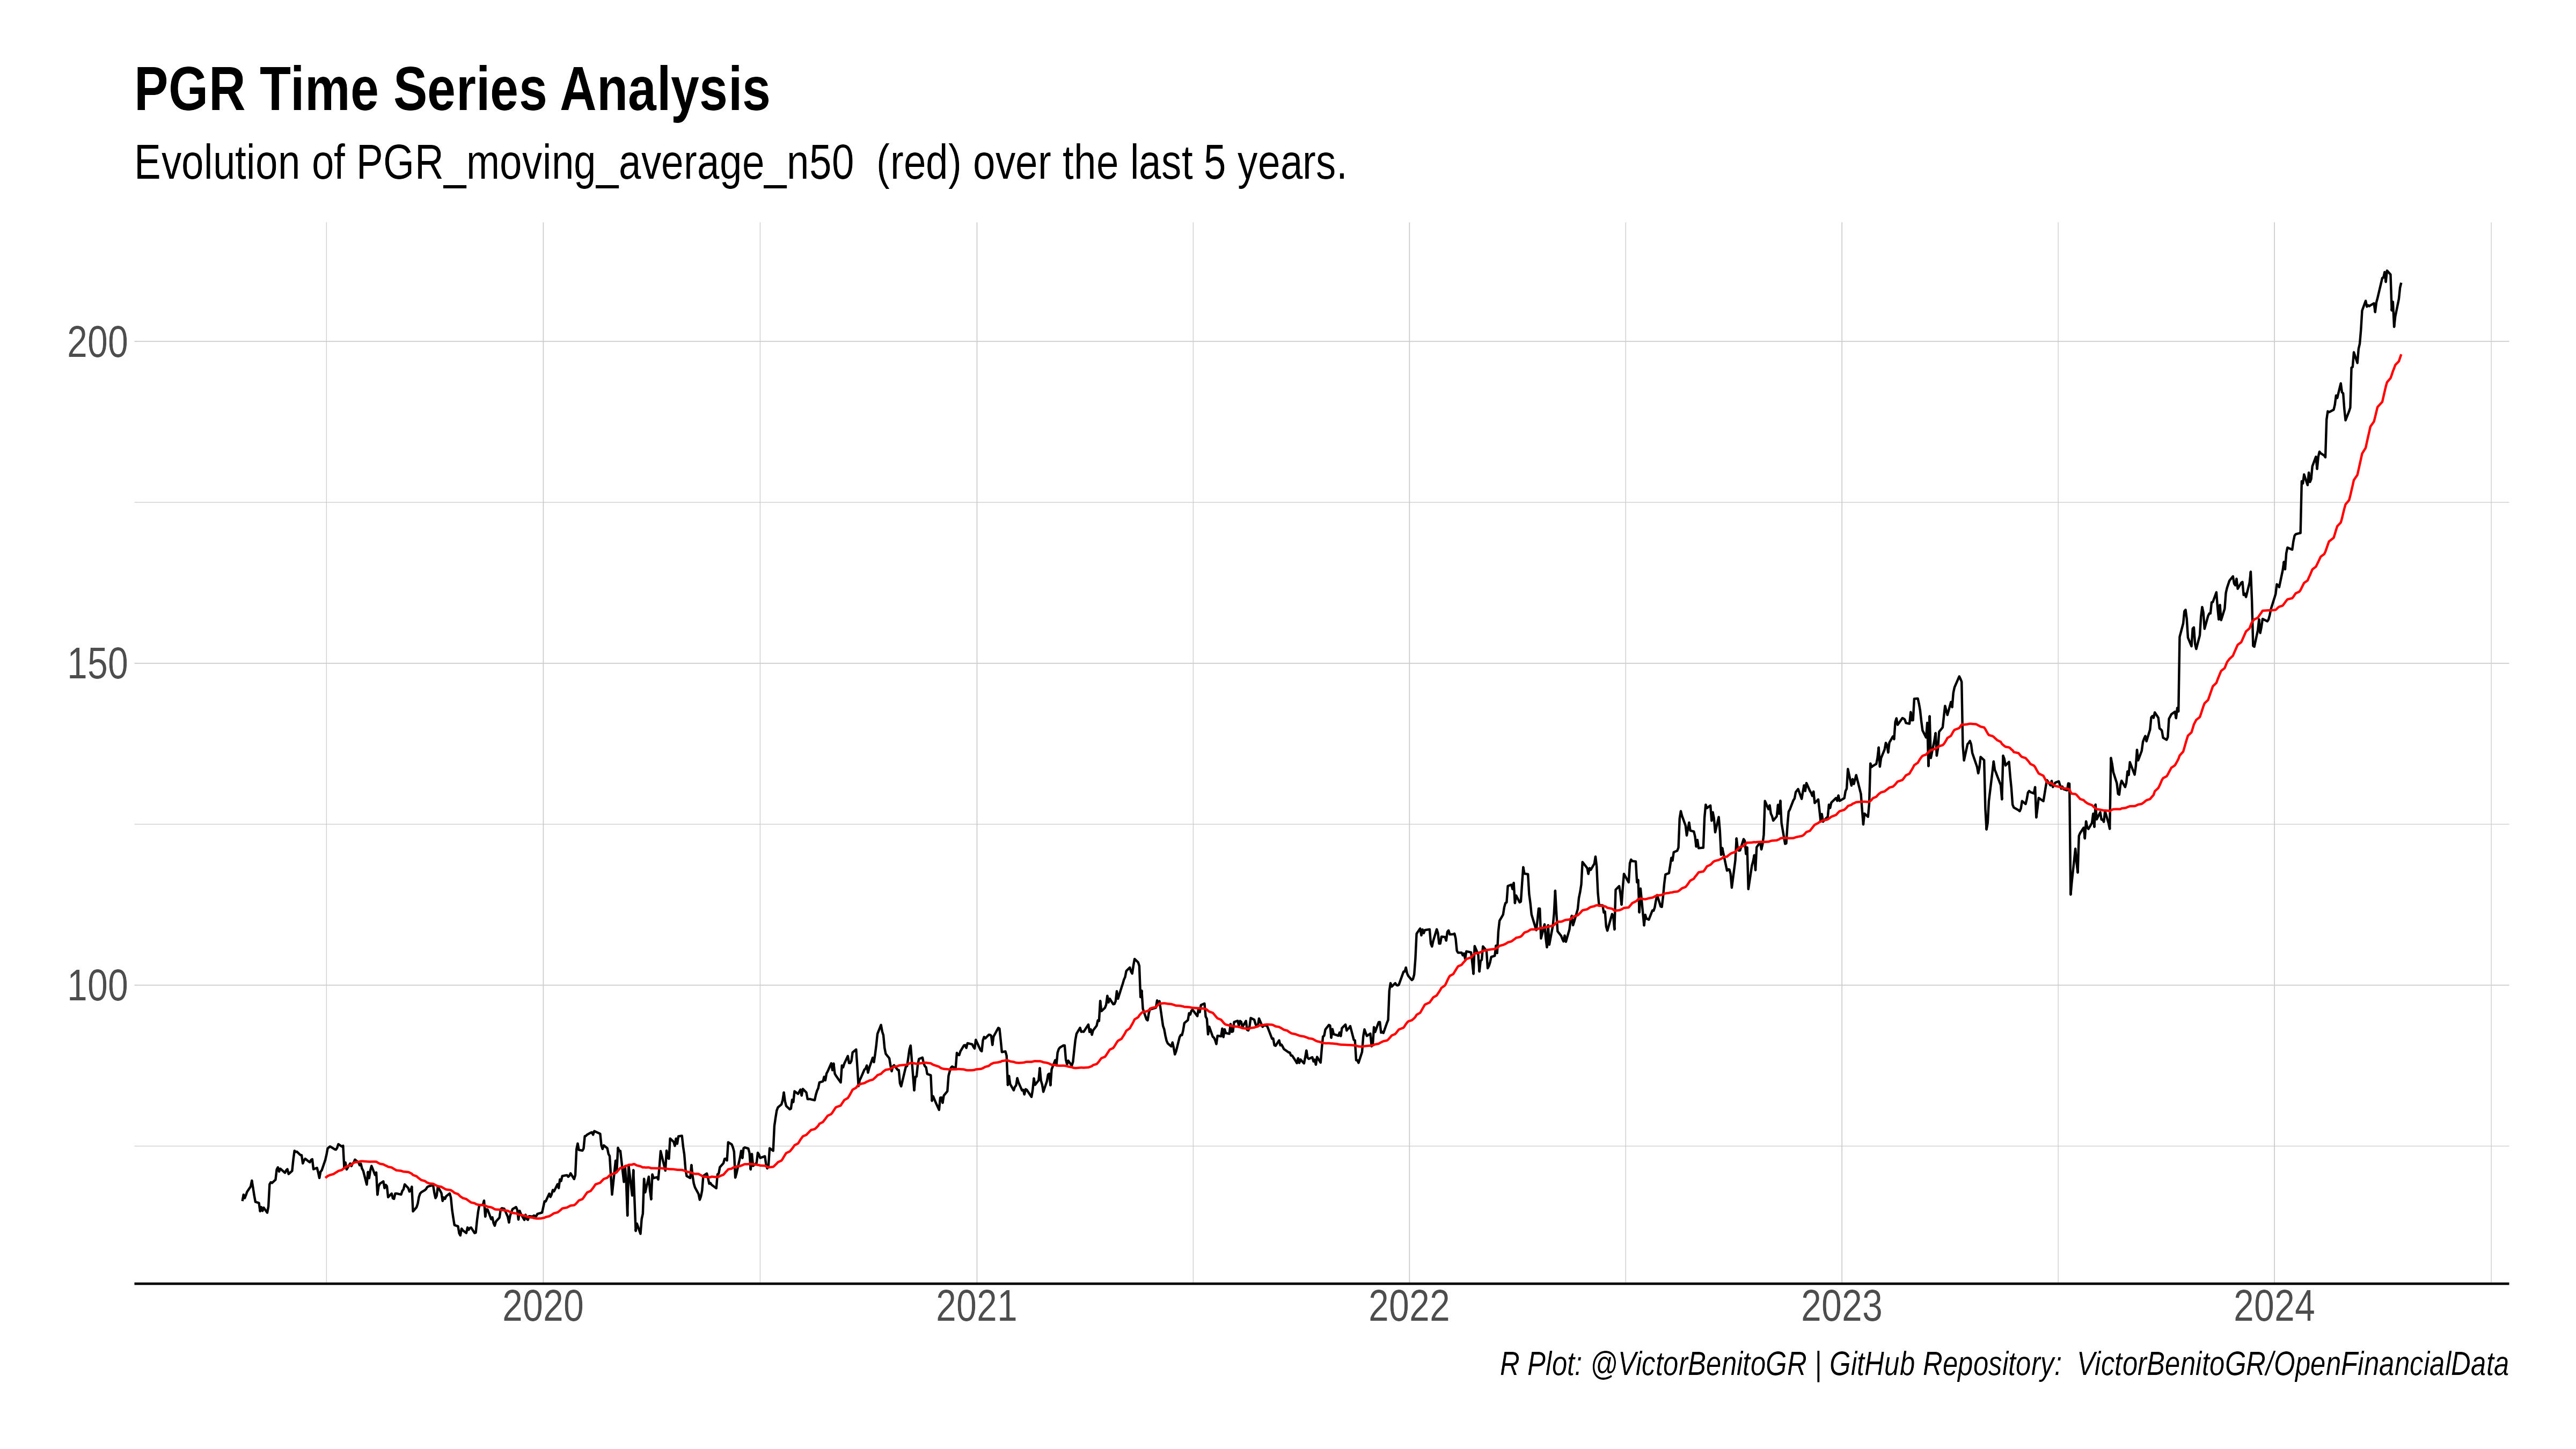 PGR Time Series Analysis
Evolution of PGR_moving_average_n50  (red) over the last 5 years.
200
150
100
2020 2021 2022 2023 2024
R Plot: @VictorBenitoGR | GitHub Repository:  VictorBenitoGR/OpenFinancialData